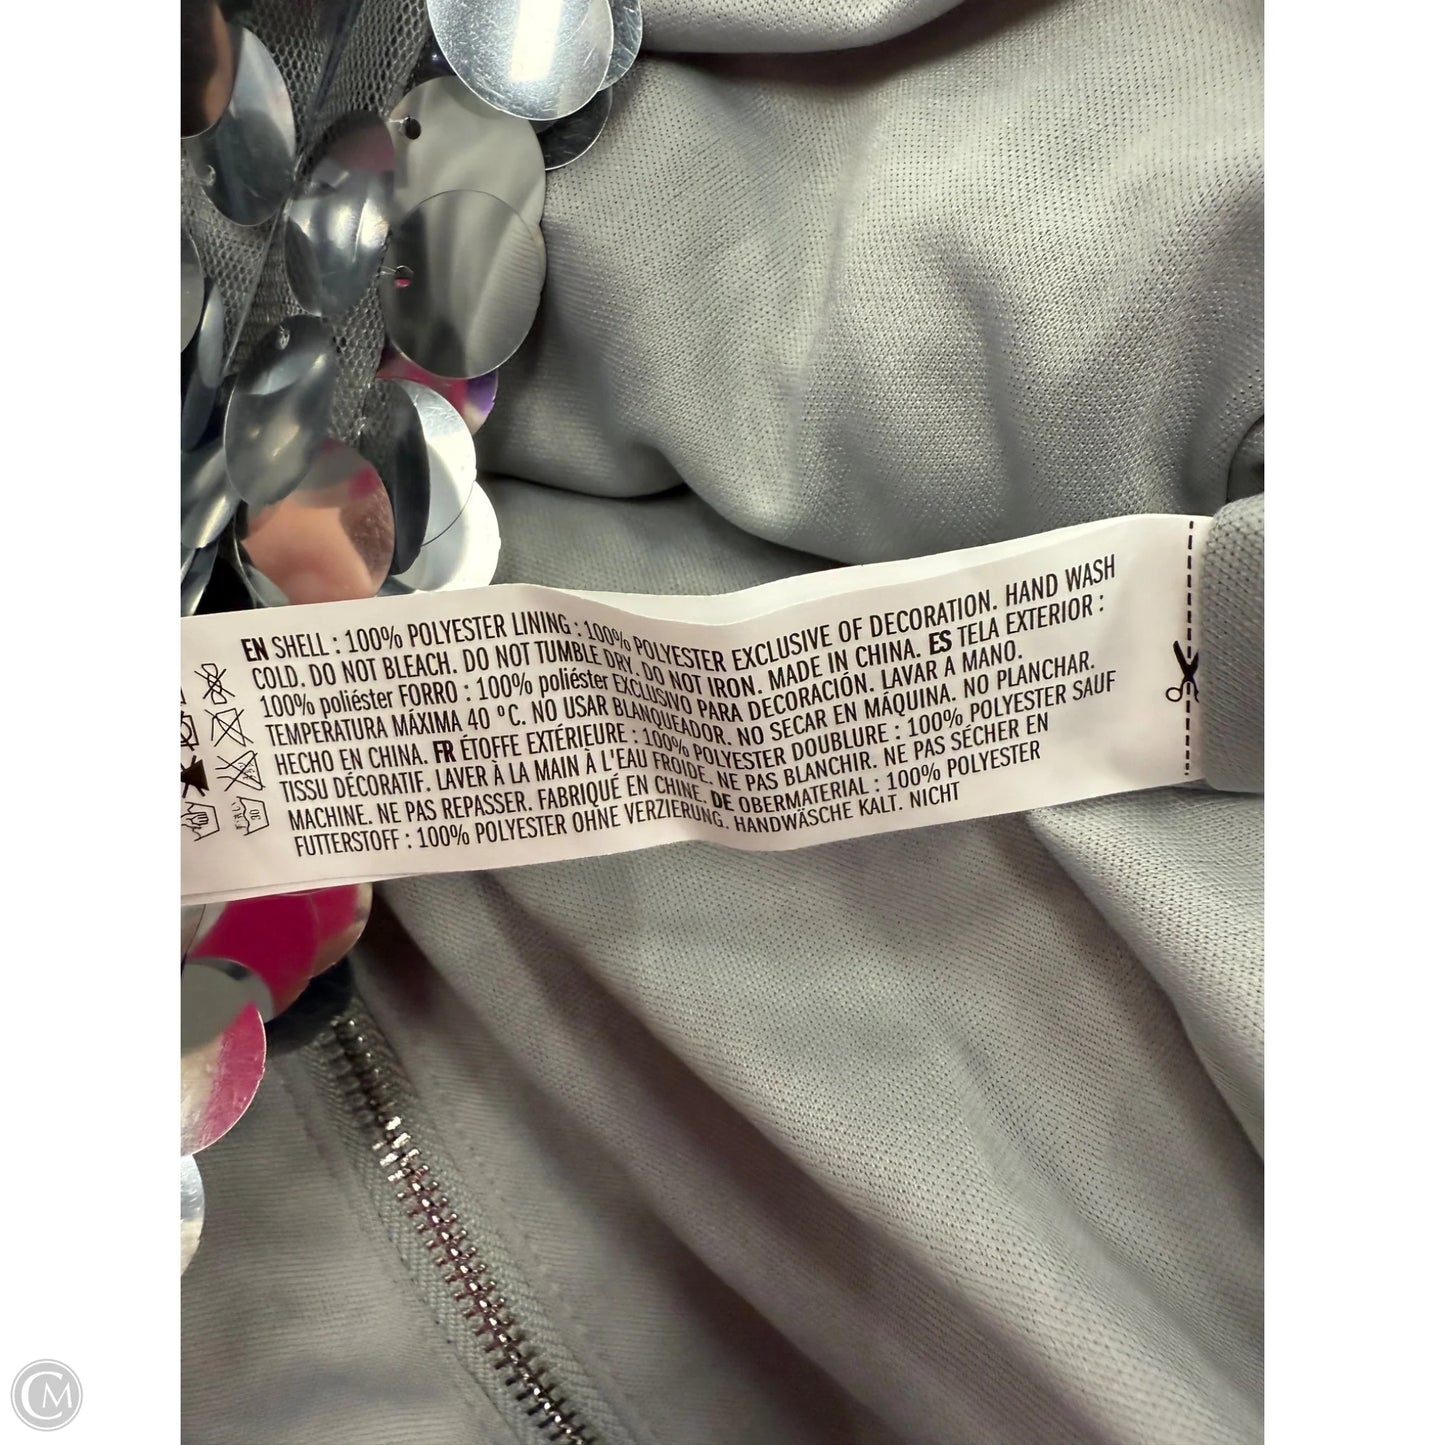 EN SHELL : 100% POLYESTER LINING : 100% POLYESTER EXCLUSIVE OF DECORATION. HAND WASH
COLD. DO NOT BLEACH. DO NOT TUMBLE DRY. DO NOT IRON. MADE IN CHINA. ES TELA EXTERIOR :
100% poliéster FORRO : 100% poliéster EXCLUSIVO PARA DECORACIÓN. LAVAR A MANO.
TEMPERATURA MÁXIMA 40 °C. NO USAR BLANQUEADOR. NO SECAR EN MÁQUINA. NO PLANCHAR.
HECHO EN CHINA. FR ÉTOFFE EXTÉRIEURE : 100% POLYESTER DOUBLURE : 100% POLYESTER SAUF
TISSU DÉCORATIF. LAVER À LA MAIN À L'EAU FROIDE. NE PAS BLANCHIR. NE PAS SÉCHER EN
MACHINE. NE PAS REPASSER. FABRIQUÉ EN CHINE. DE OBERMATERIAL : 100% POLYESTER
FUTTERSTOFF : 100% POLYESTER OHNE VERZIERUNG. HANDWÄSCHE KALT. NICHT
CM